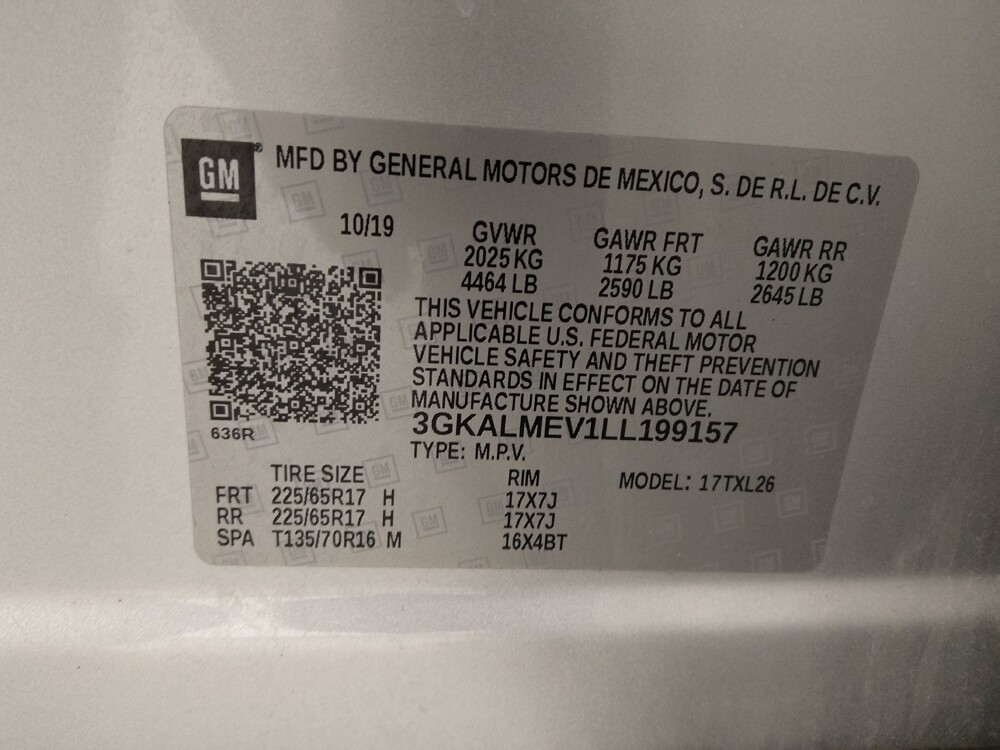 GM® MFD BY GENERAL MOTORS DE MEXICO, S. DE R.L. DE C.V.
10/19 GVWR GAWR FRT GAWR RR
2025 KG 1175 KG 1200 KG
4464 LB 2590 LB 2645 LB
THIS VEHICLE CONFORMS TO ALL
APPLICABLE U.S. FEDERAL MOTOR
VEHICLE SAFETY AND THEFT PREVENTION
STANDARDS IN EFFECT ON THE DATE OF
MANUFACTURE SHOWN ABOVE.
636R 3GKALMEV1LL199157
TYPE: M.P.V.
TIRE SIZE RIM MODEL: 17TXL26
FRT 225/65R17 H 17X7J
RR 225/65R17 H 17X7J
SPA T135/70R16 M 16X4BT